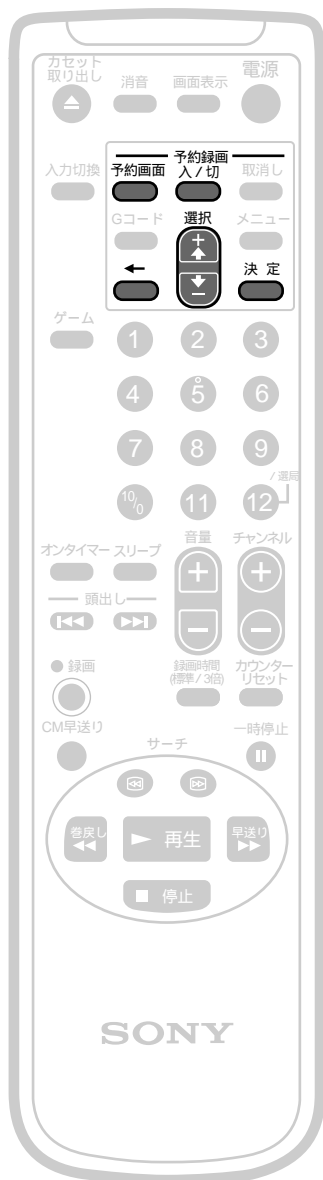 カセット
取り出し
消音
画面表示
電源
予約録画
入力切換
予約画面
入 / 切
取消し
Gコード
選択
メニュー
+
−
決 定
ゲーム
1
2
3
4
5
6
7
8
9
/ 選局
10/0
11
12
オンタイマー
スリープ
音量
チャンネル
+
+
頭出し
−
−
録画
録画時間
(標準 / 3倍)
カウンター
リセット
CM早送り
サーチ
一時停止
巻戻し
再生
早送り
停止
SONY